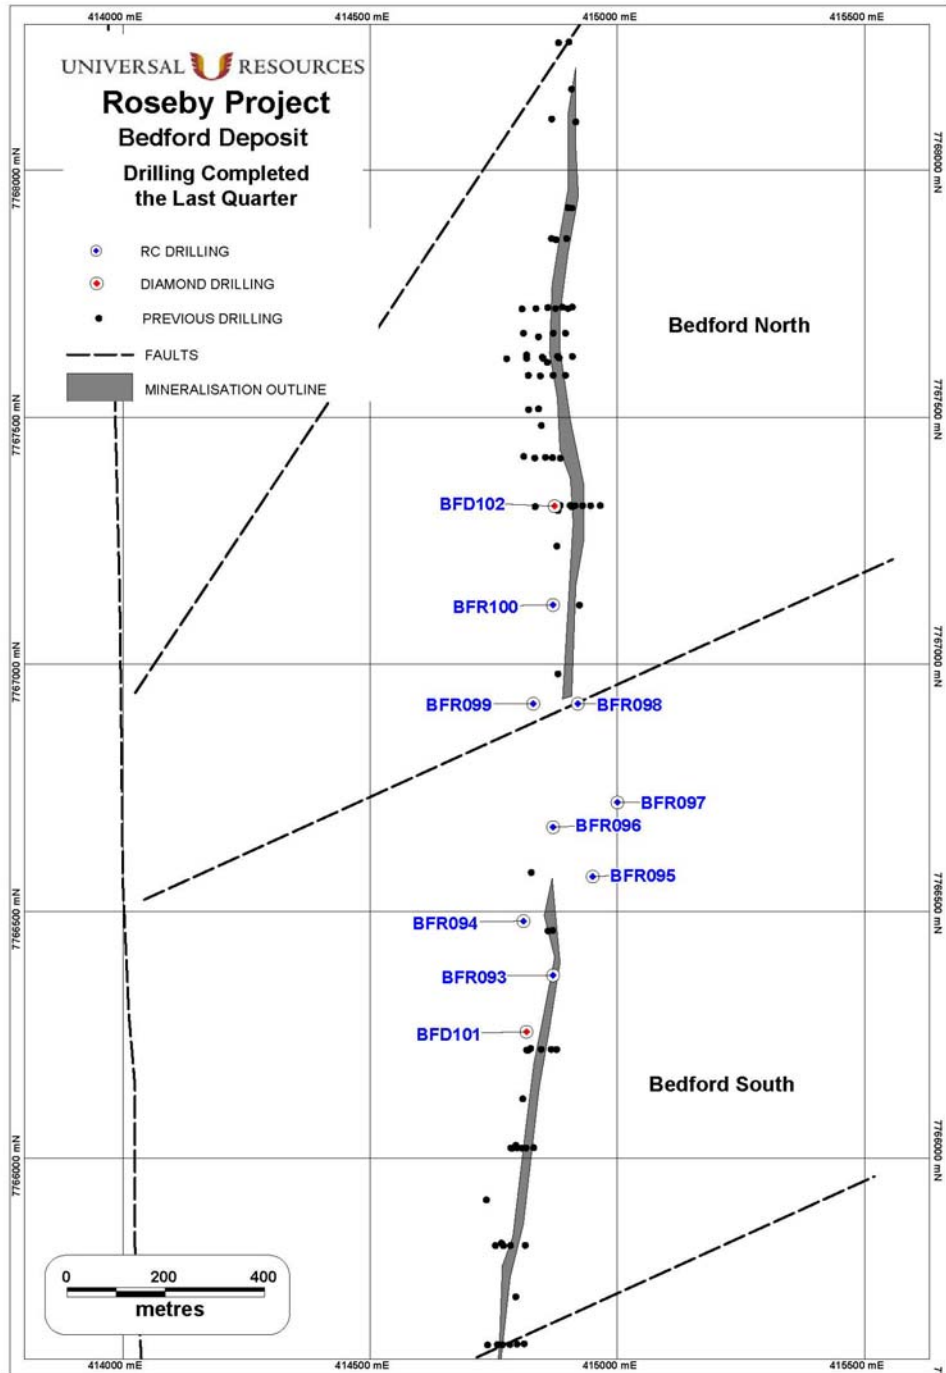 414000 mE
414500 mE
415000 mE
415500 mE
UNIVERSAL RESOURCES
Roseby Project
Bedford Deposit
Drilling Completed
the Last Quarter
RC DRILLING
DIAMOND DRILLING
PREVIOUS DRILLING
FAULTS
MINERALISATION OUTLINE
7768000 mN
7768000 mN
Bedford North
7767500 mN
7767500 mN
BFD102
BFR100
7767000 mN
7767000 mN
BFR099
BFR098
BFR097
BFR096
BFR095
7766500 mN
7766500 mN
BFR094
BFR093
BFD101
Bedford South
7766000 mN
7766000 mN
0 200 400
metres
414000 mE
414500 mE
415000 mE
415500 mE